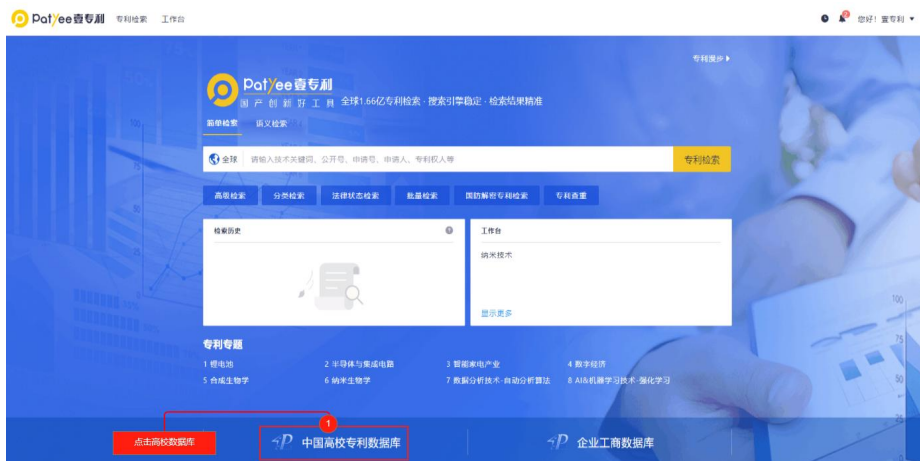 Patyee壹专利 专利检索 工作台
2 您好！壹专利
专利漫步
Patyee壹专利
国产创新好工具 全球1.66亿专利检索 · 搜索引擎稳定 · 检索结果精准
简单检索 语义检索
全球 请输入技术关键词、公开号、申请号、申请人、专利权人等 专利检索
高级检索 分类检索 法律状态检索 批量检索 国防解密专利检索 专利查重
检索历史 工作台
纳米技术
显示更多
专利专题
1 锂电池 2 半导体与集成电路 3 智能家电产业 4 数字经济
5 合成生物学 6 纳米生物学 7 数据分析技术-自动分析算法 8 AI&机器学习技术-强化学习
1
点击高校数据库 中国高校专利数据库 企业工商数据库
100
75
50
25
100
75
50
25